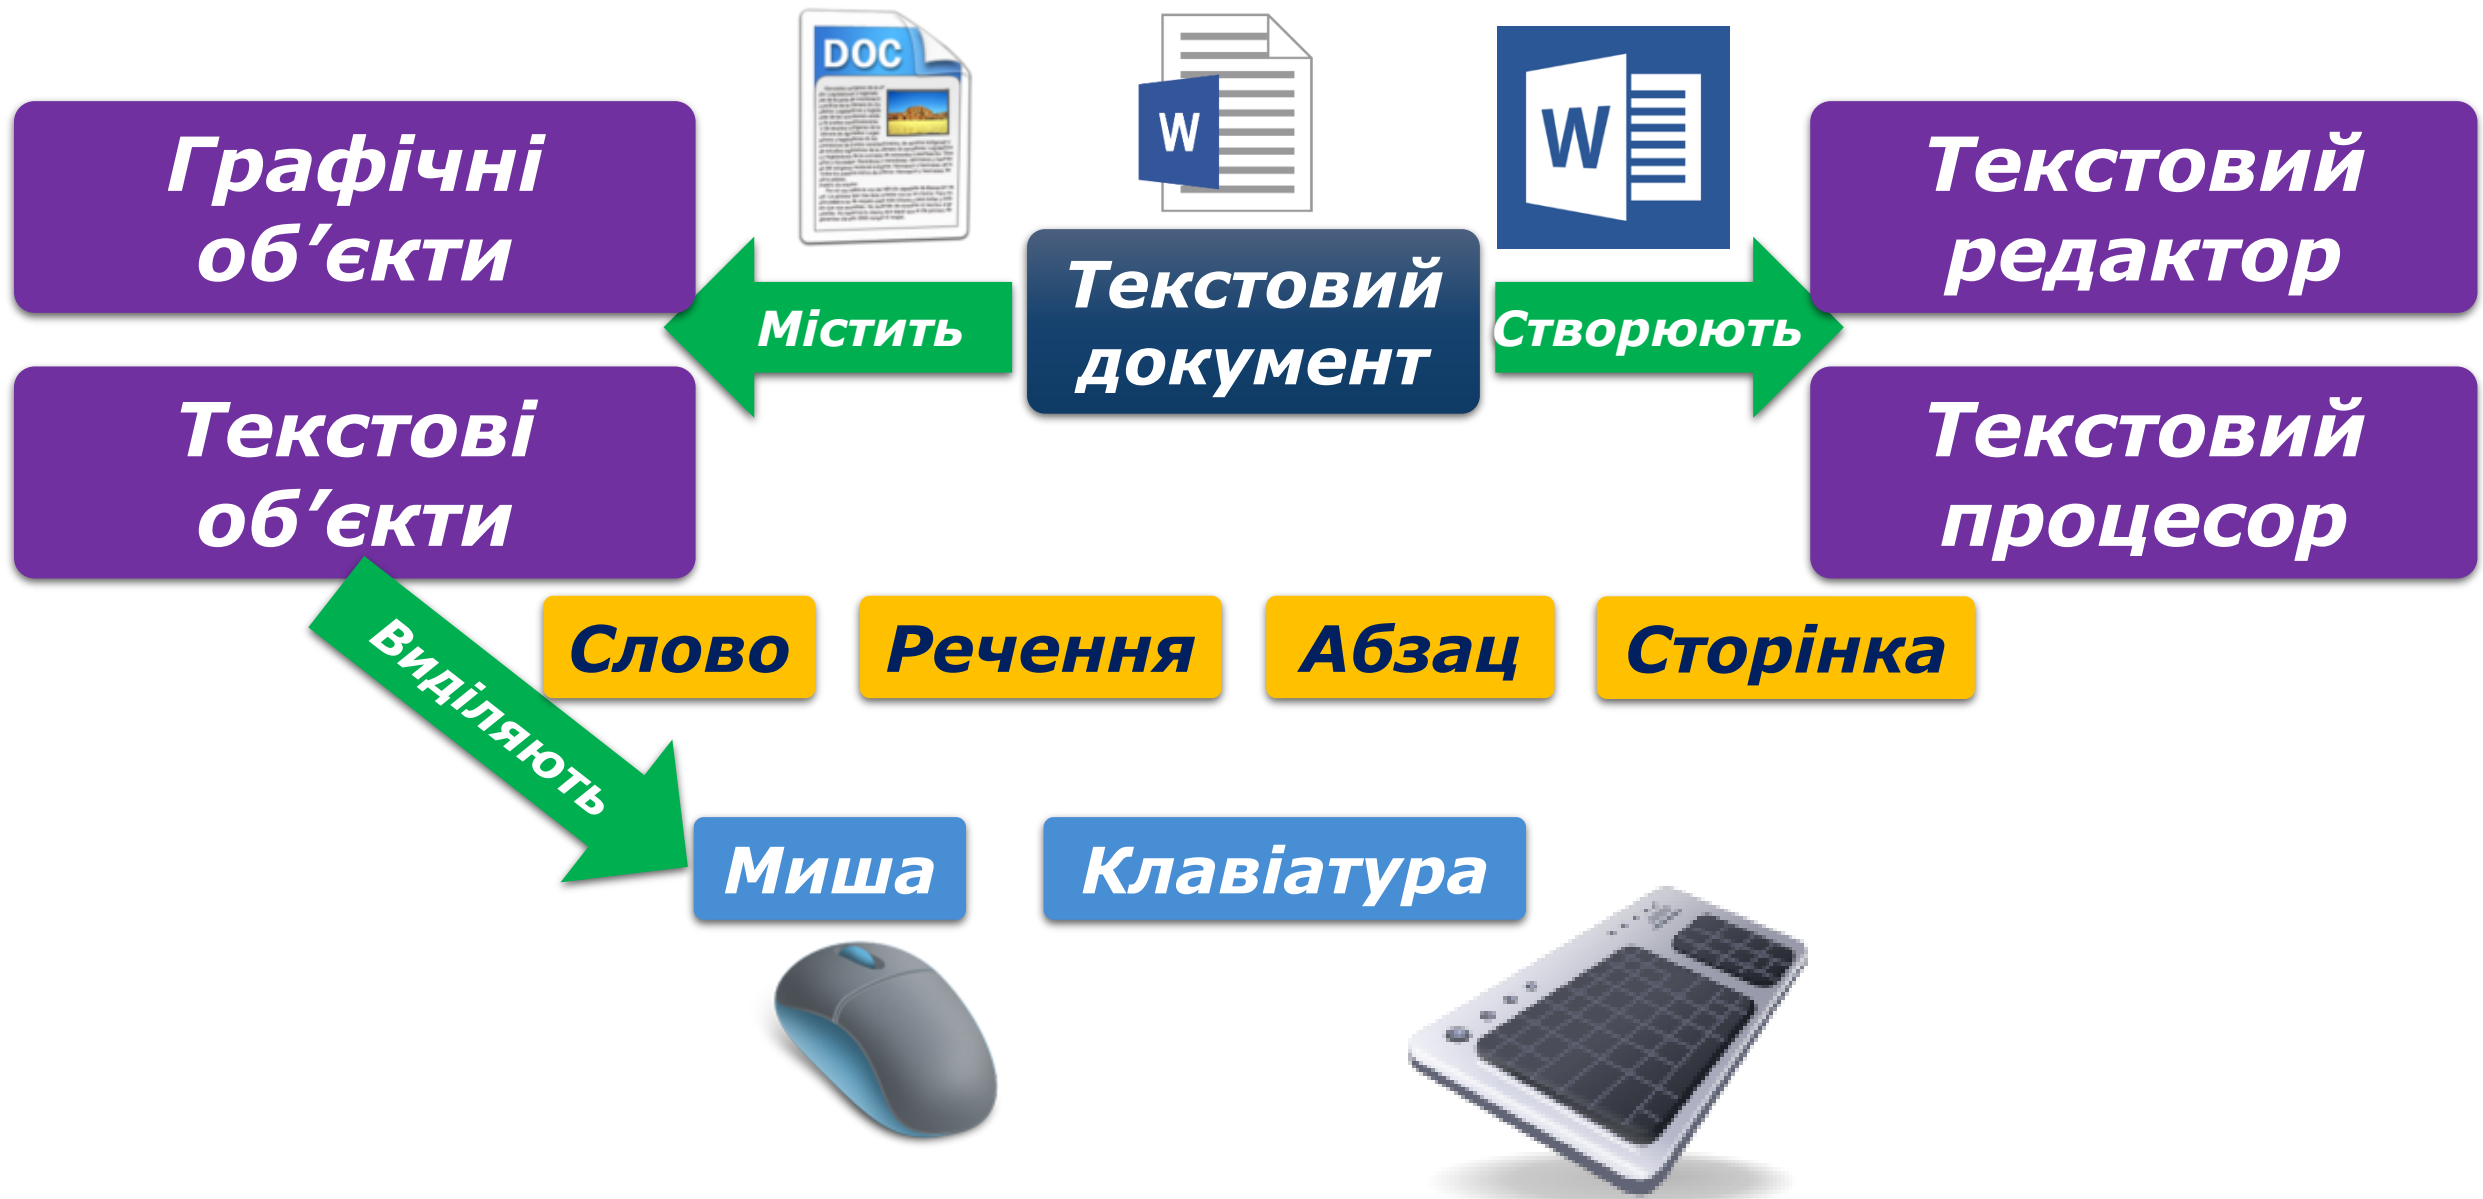 DOC
W
W
Графічні
об’єкти
Текстовий
редактор
Текстовий
документ
Містить
Створюють
Текстові
об’єкти
Текстовий
процесор
Слово
Речення
Абзац
Сторінка
Виділяють
Миша
Клавіатура